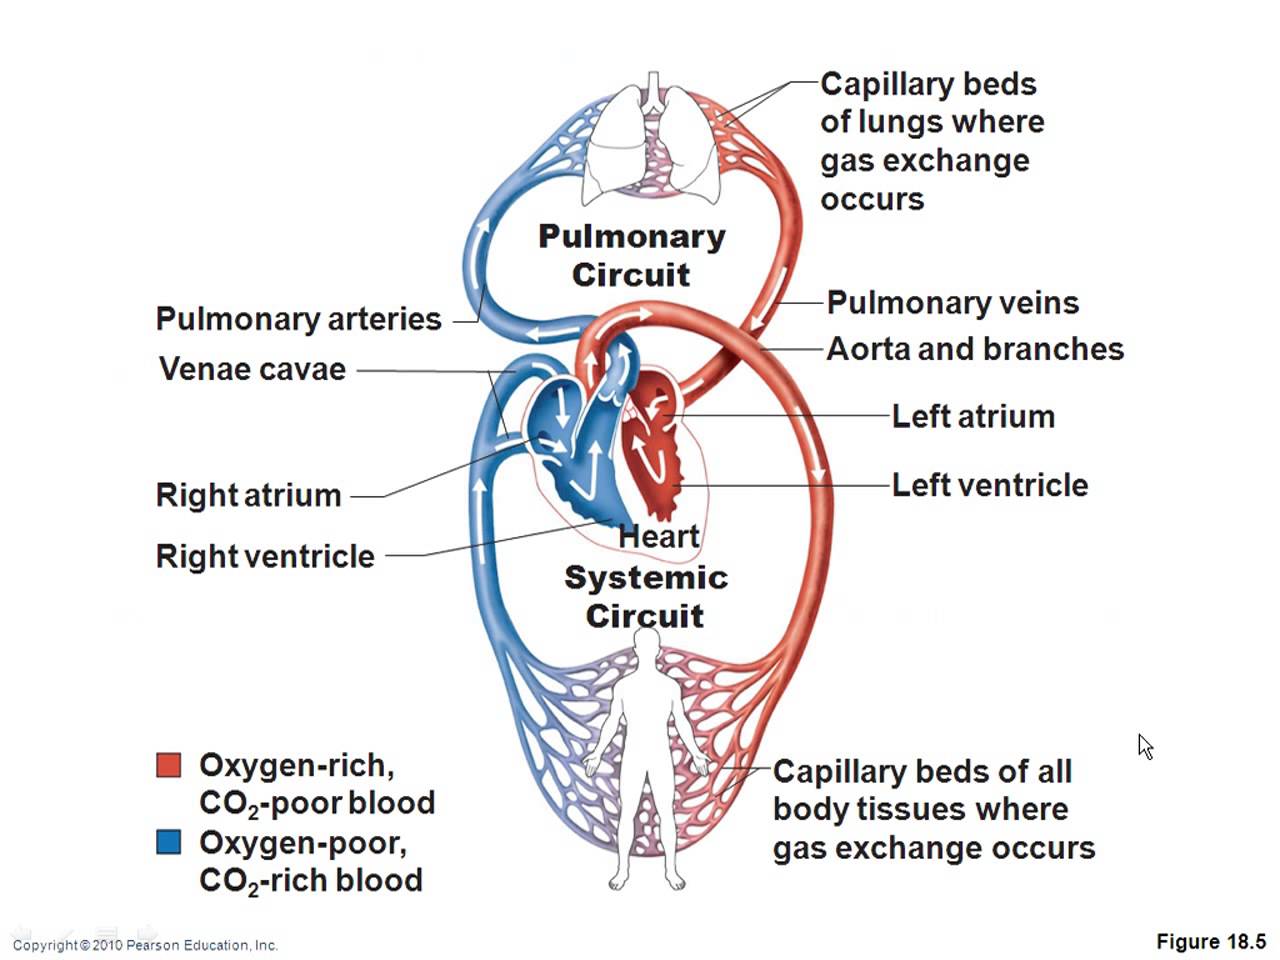 Capillary beds
of lungs where
gas exchange
occurs
Pulmonary
Circuit
Pulmonary arteries
Venae cavae
Pulmonary veins
Aorta and branches
Left atrium
Right atrium
Left ventricle
Right ventricle
Heart
Systemic
Circuit
Oxygen-rich,
CO₂-poor blood
Oxygen-poor,
CO₂-rich blood
Capillary beds of all
body tissues where
gas exchange occurs
Copyright © 2010 Pearson Education, Inc.
Figure 18.5